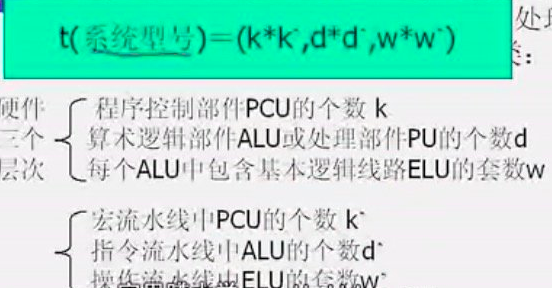 处理
t(系统型号)=(k*k`,d*d`,w*w`)
类:
硬件
三个
层次
程序控制部件PCU的个数 k
算术逻辑部件ALU或处理部件PU的个数d
每个ALU中包含基本逻辑线路ELU的套数w
宏流水线中PCU的个数 k`
指令流水线中ALU的个数d`
操作流水线中ELU的套数w`